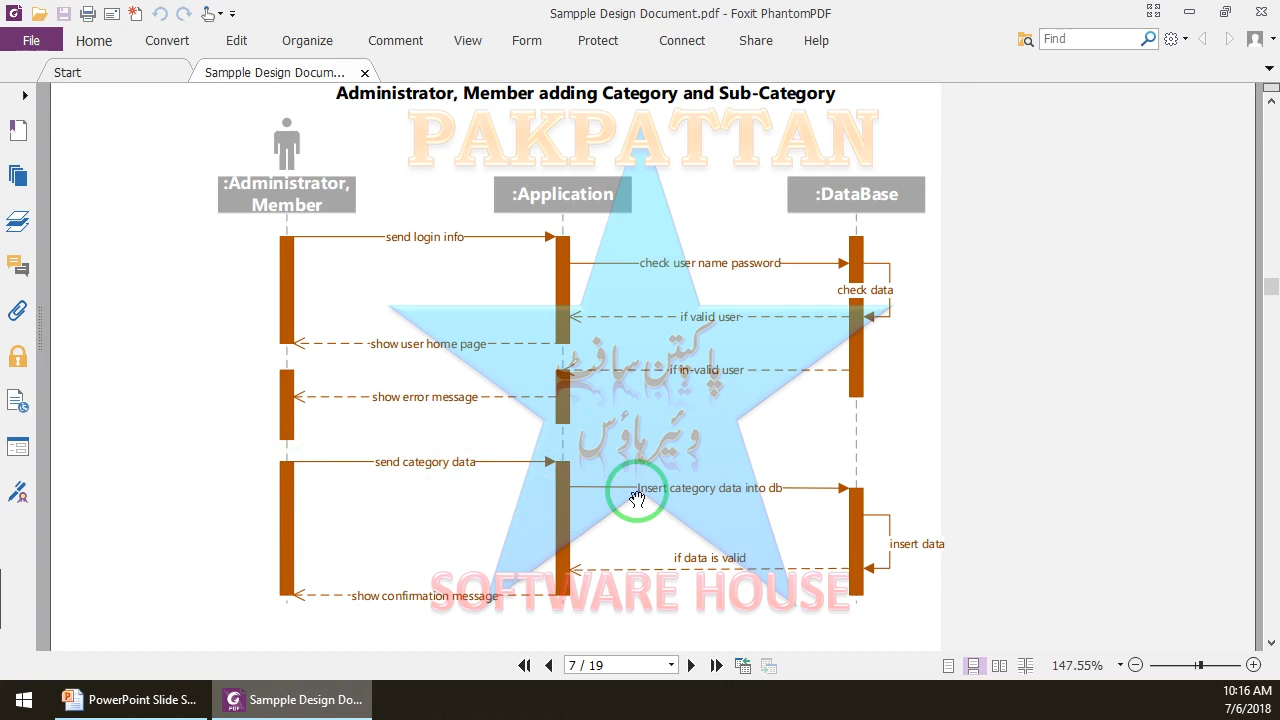 Sampple Design Document.pdf - Foxit PhantomPDF
File
Home
Convert
Edit
Organize
Comment
View
Form
Protect
Connect
Share
Help
Find
Start
Sampple Design Docum...
Administrator, Member adding Category and Sub-Category
PAKPATTAN
:Administrator,
Member
:Application
:DataBase
send login info
check user name password
check data
if valid user
show user home page
پاکپتن سافٹ
if in-valid user
show error message
وئیر ہاؤس
send category data
Insert category data into db
insert data
if data is valid
SOFTWARE HOUSE
show confirmation message
7 / 19
147.55%
PowerPoint Slide S...
PDF
Sampple Design Do...
10:16 AM
7/6/2018